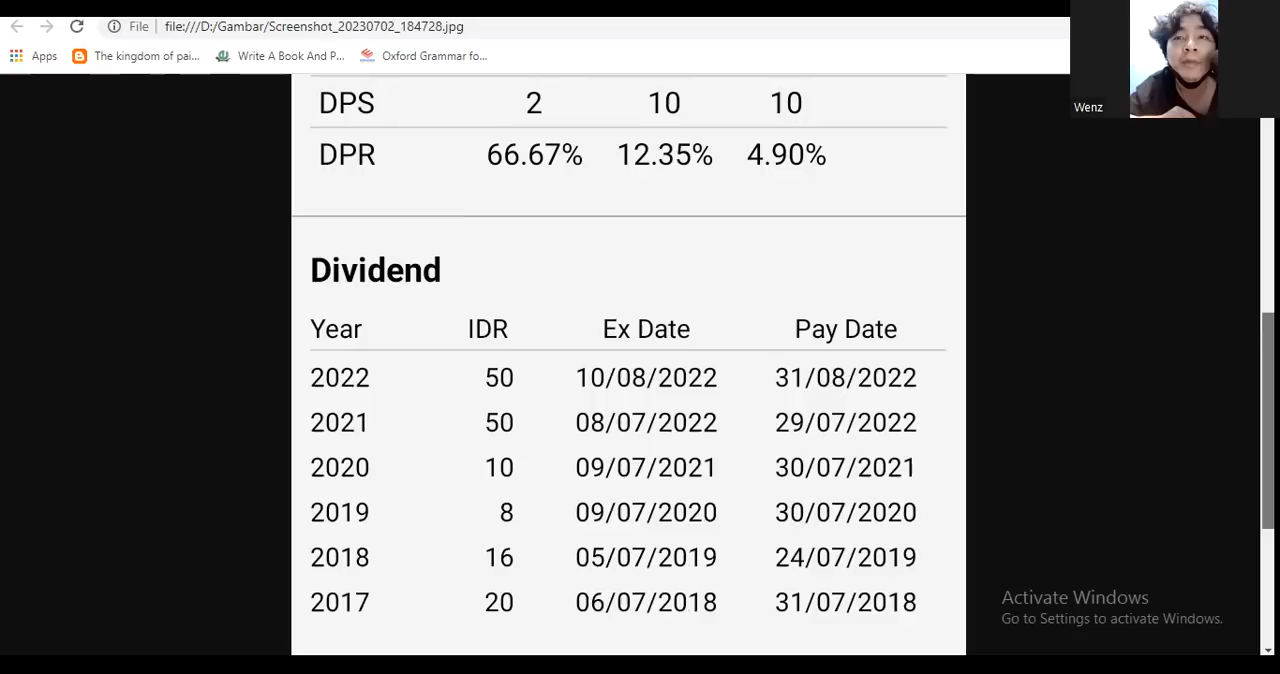 File file:///D:/Gambar/Screenshot_20230702_184728.jpg
Apps The kingdom of pai... Write A Book And P... Oxford Grammar fo...
Wenz
DPS 2 10 10
DPR 66.67% 12.35% 4.90%
Dividend
Year IDR Ex Date Pay Date
2022 50 10/08/2022 31/08/2022
2021 50 08/07/2022 29/07/2022
2020 10 09/07/2021 30/07/2021
2019 8 09/07/2020 30/07/2020
2018 16 05/07/2019 24/07/2019
2017 20 06/07/2018 31/07/2018
Activate Windows
Go to Settings to activate Windows.